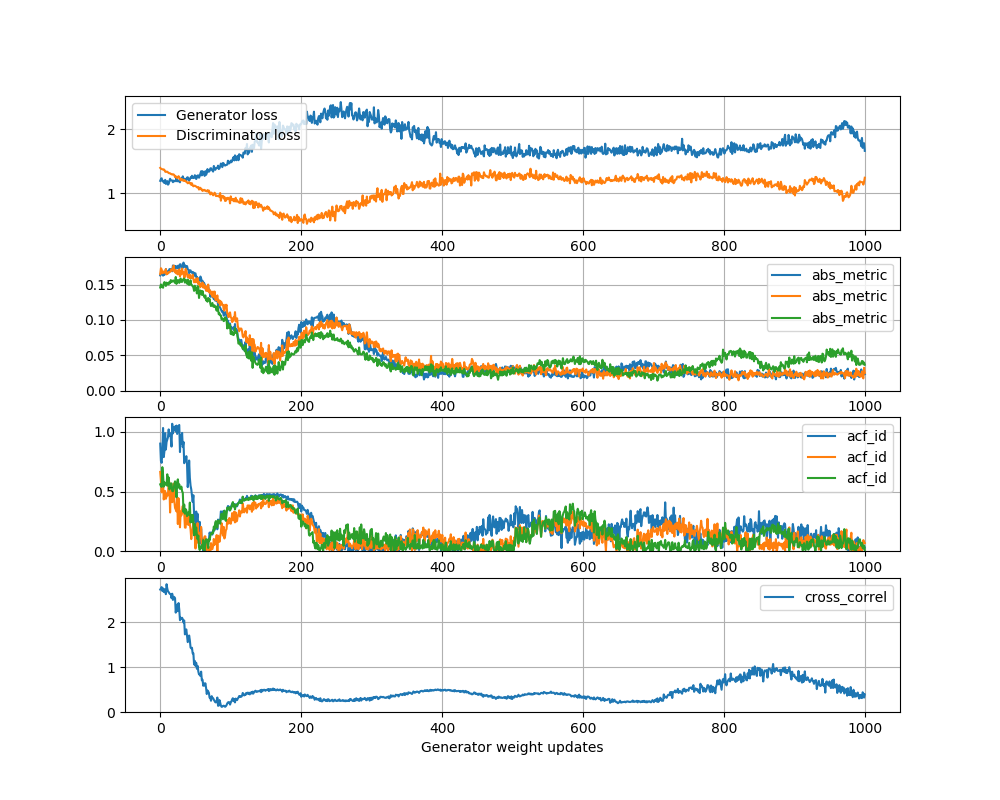 Generator loss
Discriminator loss
2
1
0 200 400 600 800 1000
abs_metric
abs_metric
abs_metric
0.15
0.10
0.05
0.00
0 200 400 600 800 1000
acf_id
acf_id
acf_id
1.0
0.5
0.0
0 200 400 600 800 1000
cross_correl
2
1
0
0 200 400 600 800 1000
Generator weight updates